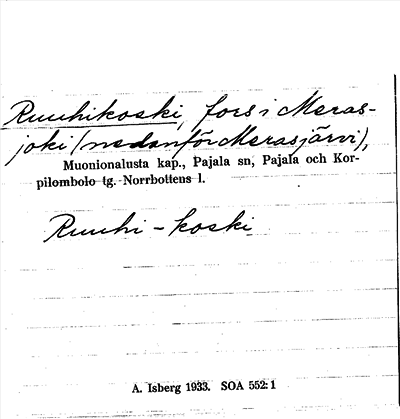 Ruuhikoski, fors i Meras-
joki (nedanför Merasjärvi),
Muonionalusta kap., Pajala sn, Pajala och Kor-
pilombolo tg. Norrbottens l.
Ruuhi-koski
A. Isberg 1933. SOA 552:1